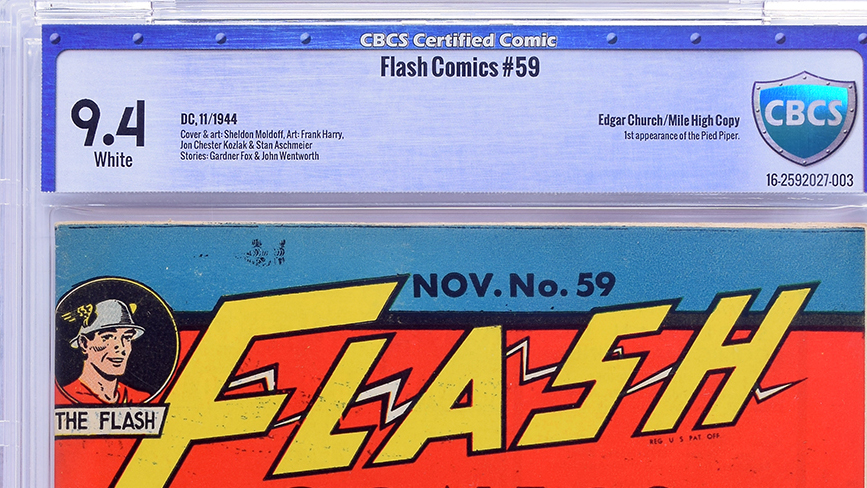 CBCS Certified Comic
Flash Comics #59
9.4
White
DC, 11/1944
Cover & art: Sheldon Moldoff, Art: Frank Harry,
Jon Chester Kozlak & Stan Aschmeier
Stories: Gardner Fox & John Wentworth
Edgar Church/Mile High Copy
1st appearance of the Pied Piper.
CBCS
16-2592027-003
NOV. No. 59
FLASH
THE FLASH
REG. U S PAT. OFF.